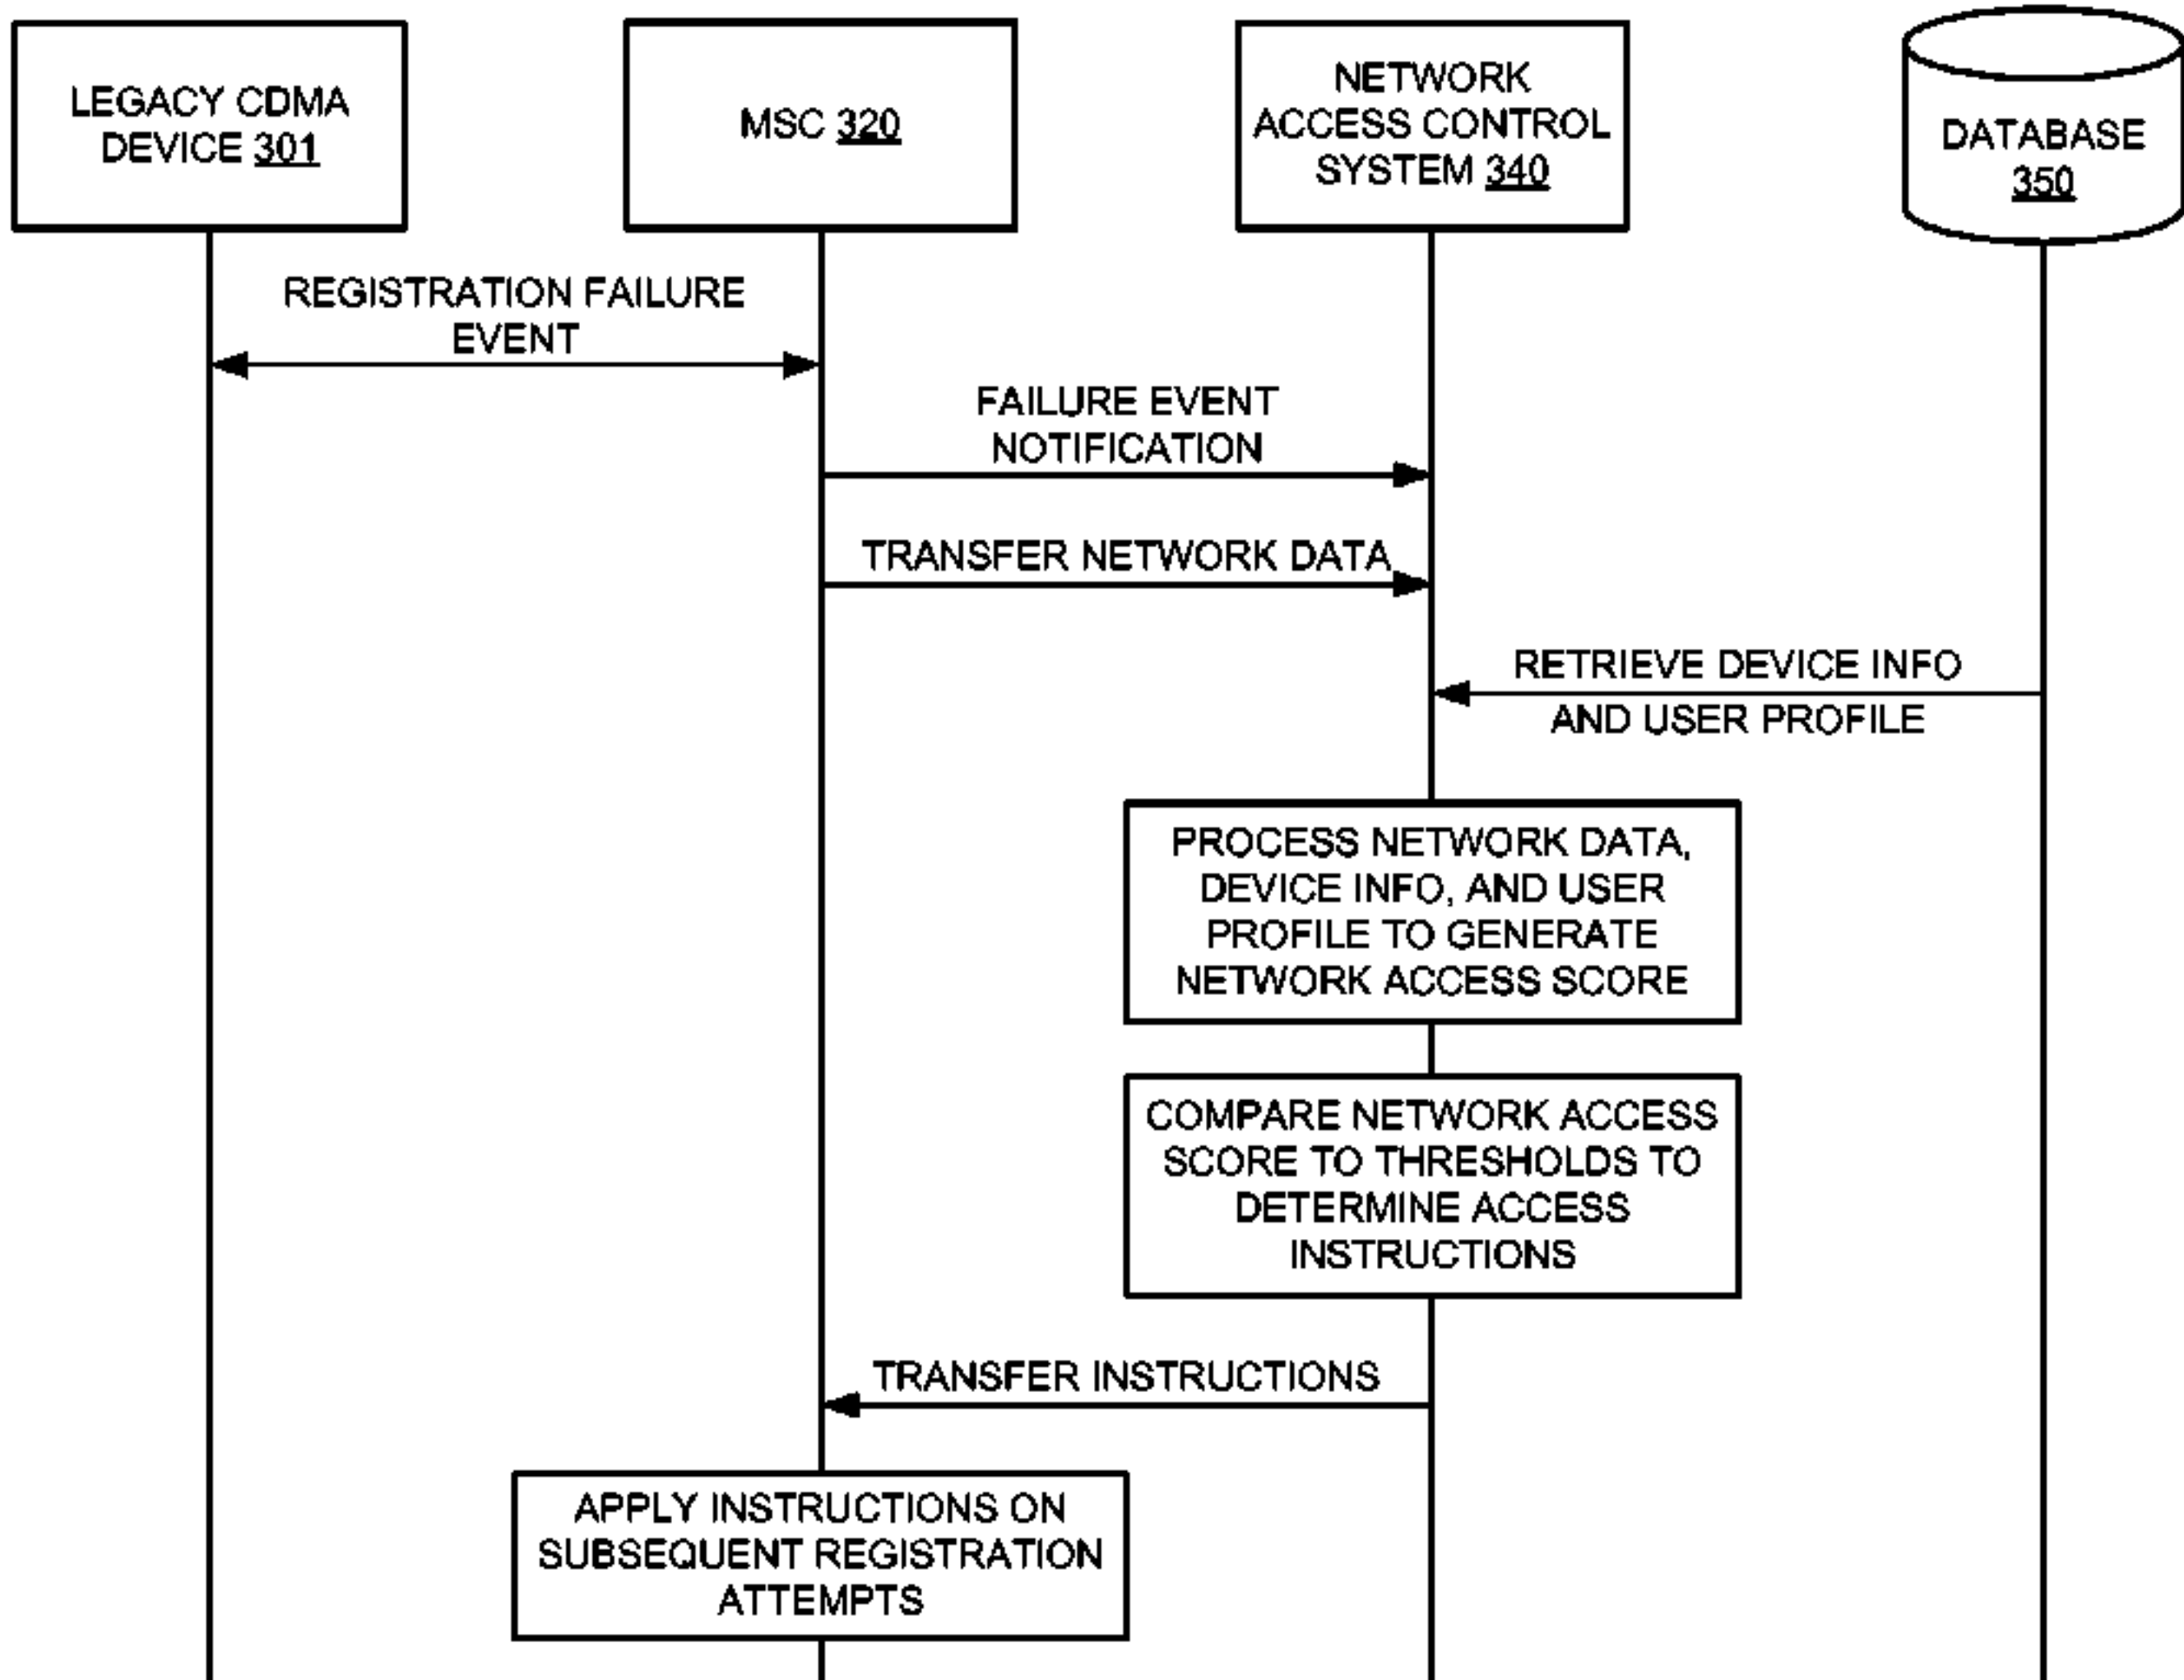 LEGACY CDMA
DEVICE 301
MSC 320
NETWORK
ACCESS CONTROL
SYSTEM 340
DATABASE
350
REGISTRATION FAILURE
EVENT
FAILURE EVENT
NOTIFICATION
TRANSFER NETWORK DATA
RETRIEVE DEVICE INFO
AND USER PROFILE
PROCESS NETWORK DATA,
DEVICE INFO, AND USER
PROFILE TO GENERATE
NETWORK ACCESS SCORE
COMPARE NETWORK ACCESS
SCORE TO THRESHOLDS TO
DETERMINE ACCESS
INSTRUCTIONS
TRANSFER INSTRUCTIONS
APPLY INSTRUCTIONS ON
SUBSEQUENT REGISTRATION
ATTEMPTS